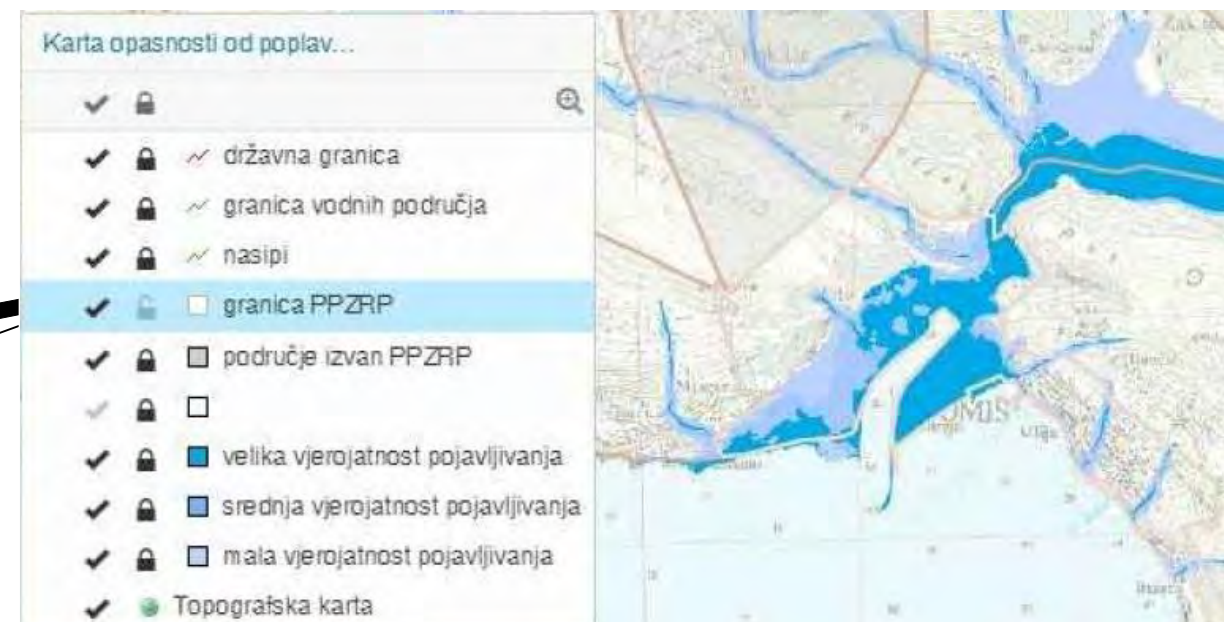 Karta opasnosti od poplav...
državna granica
granica vodnih područja
nasipi
granica PPZRP
područje izvan PPZRP
velika vjerojatnost pojavljivanja
srednja vjerojatnost pojavljivanja
mala vjerojatnost pojavljivanja
Topografska karta
OMIŠ